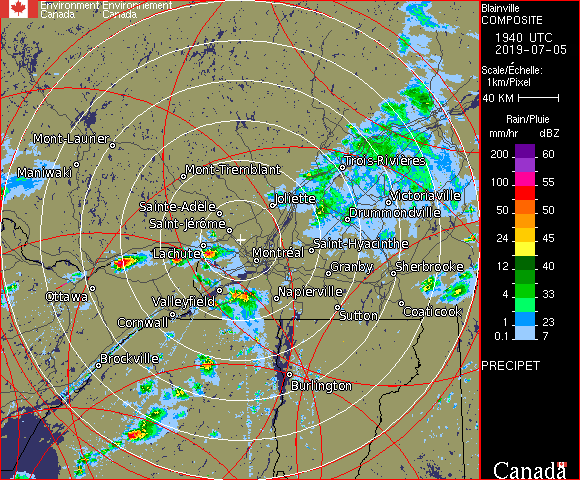 Environment Environnement
Canada Canada
Mont-Laurier
Maniwaki
Mont-Tremblant
Trois-Rivières
Joliette
Victoriaville
Sainte-Adèle
Drummondville
Saint-Jérôme
Lachute
Montréal
Saint-Hyacinthe
Granby
Sherbrooke
Ottawa
Valleyfield
Napierville
Cornwall
Sutton
Coaticook
Brockville
Burlington
Blainville
COMPOSITE
1940 UTC
2019-07-05
Scale/Échelle:
1km/Pixel
40 KM
Rain/Pluie
mm/hr dBZ
200 60
100 55
50 50
24 45
12 40
4 33
1 23
0.1 7
PRECIPET
Canada